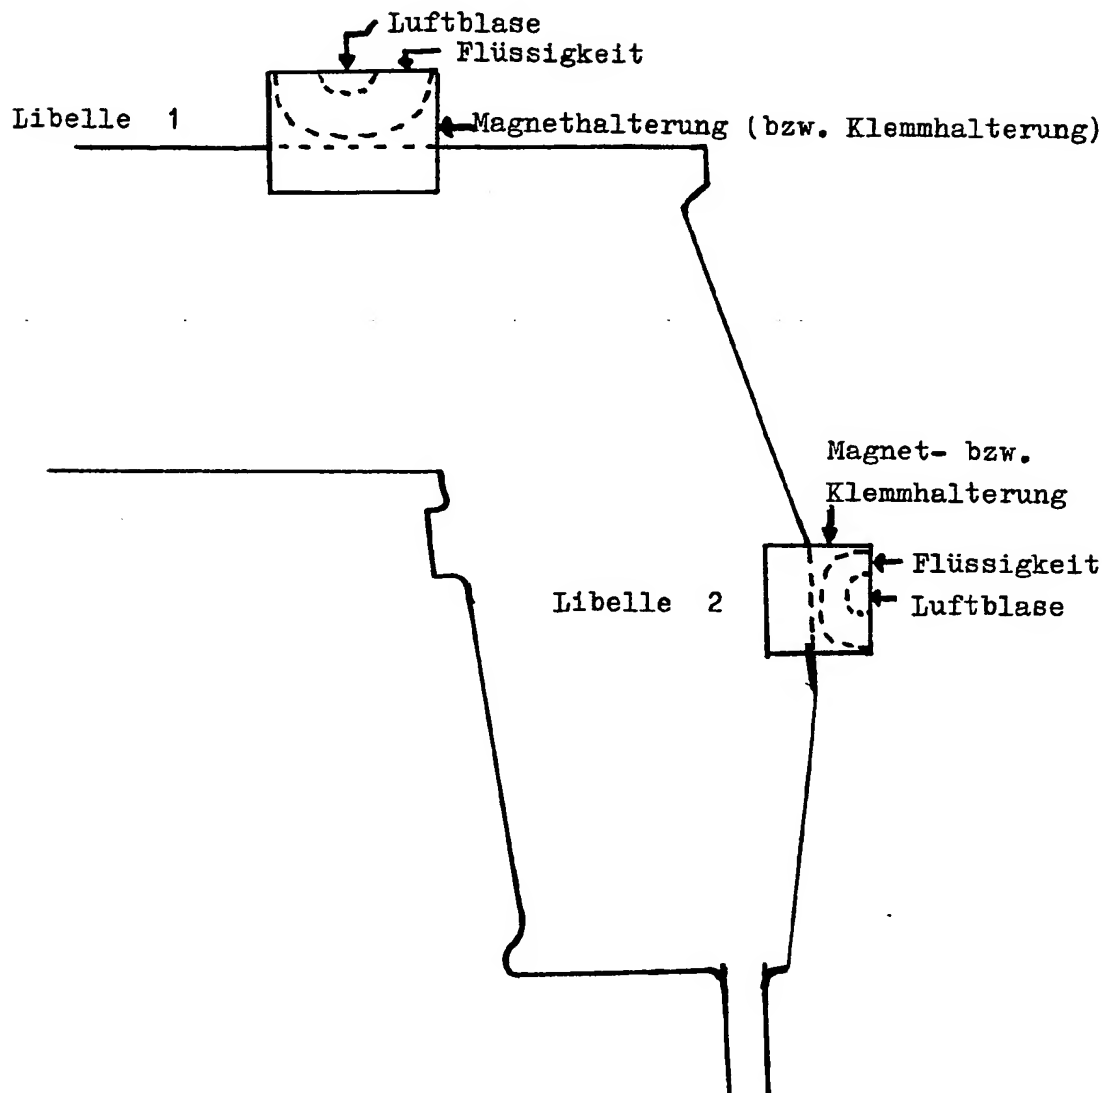 Luftblase
Flüssigkeit
Libelle 1
Magnethalterung (bzw. Klemmhalterung)
Magnet- bzw.
Klemmhalterung
Flüssigkeit
Libelle 2
Luftblase